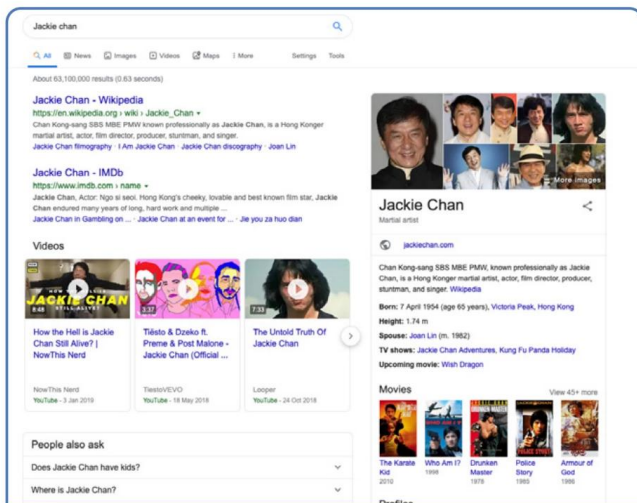 Jackie chan
All News Images Videos Maps More Settings Tools
About 63,100,000 results (0.63 seconds)
Jackie Chan - Wikipedia
https://en.wikipedia.org › wiki › Jackie_Chan
Chan Kong-sang SBS MBE PMW known professionally as Jackie Chan, is a Hong Konger
martial artist, actor, film director, producer, stuntman, and singer.
Jackie Chan filmography · I Am Jackie Chan · Jackie Chan discography · Joan Lin
Jackie Chan - IMDb
https://www.imdb.com › name
Jackie Chan, Actor: Ngo si seoi. Hong Kong's cheeky, lovable and best known film star, Jackie
Chan endured many years of long, hard work and multiple ...
Jackie Chan in Gambling on ... · Jackie Chan at an event for ... · Jie you za huo dian
Videos
JACKIE CHAN
STILL ALIVE?
8:48
3:37
7:33
How the Hell is Jackie
Chan Still Alive? |
NowThis Nerd
NowThis Nerd
YouTube - 3 Jan 2019
Tiësto & Dzeko ft.
Preme & Post Malone -
Jackie Chan (Official ...
TiestoVEVO
YouTube - 18 May 2018
The Untold Truth Of
Jackie Chan
Looper
YouTube - 24 Oct 2018
People also ask
Does Jackie Chan have kids?
Where is Jackie Chan?
More images
Jackie Chan
Martial artist
jackiechan.com
Chan Kong-sang SBS MBE PMW, known professionally as Jackie
Chan, is a Hong Konger martial artist, actor, film director, producer,
stuntman, and singer. Wikipedia
Born: 7 April 1954 (age 65 years), Victoria Peak, Hong Kong
Height: 1.74 m
Spouse: Joan Lin (m. 1982)
TV shows: Jackie Chan Adventures, Kung Fu Panda Holiday
Upcoming movie: Wish Dragon
Movies
View 45+ more
DRUNKEN
MASTER
POLICE STORY
The Karate
Kid
2010
Who Am I?
1998
Drunken
Master
1978
Police
Story
1985
Armour of
God
1986
Profiles